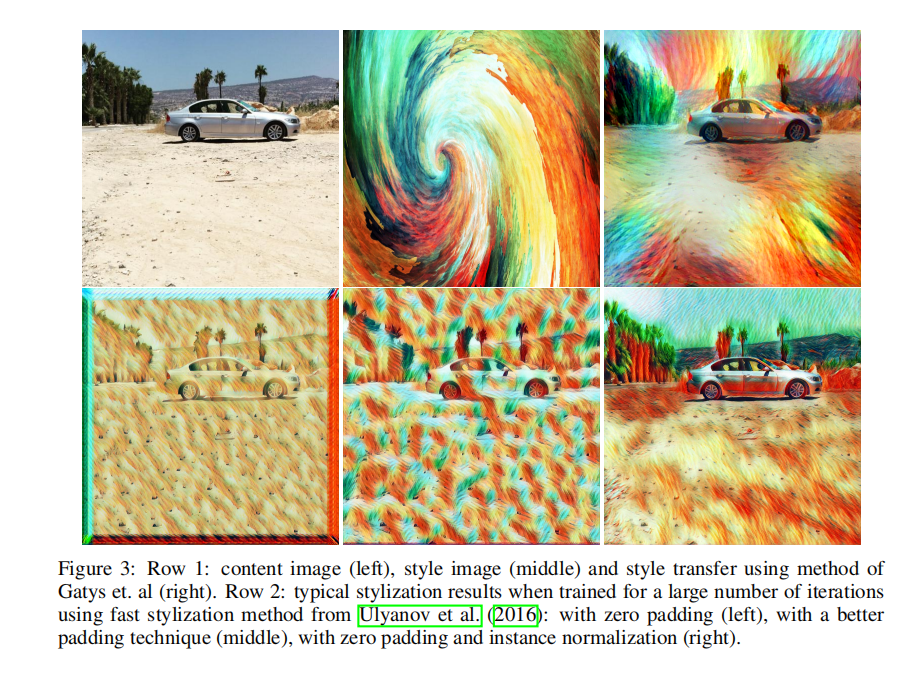 Figure 3: Row 1: content image (left), style image (middle) and style transfer using method of
Gatys et. al (right). Row 2: typical stylization results when trained for a large number of iterations
using fast stylization method from Ulyanov et al. (2016): with zero padding (left), with a better
padding technique (middle), with zero padding and instance normalization (right).